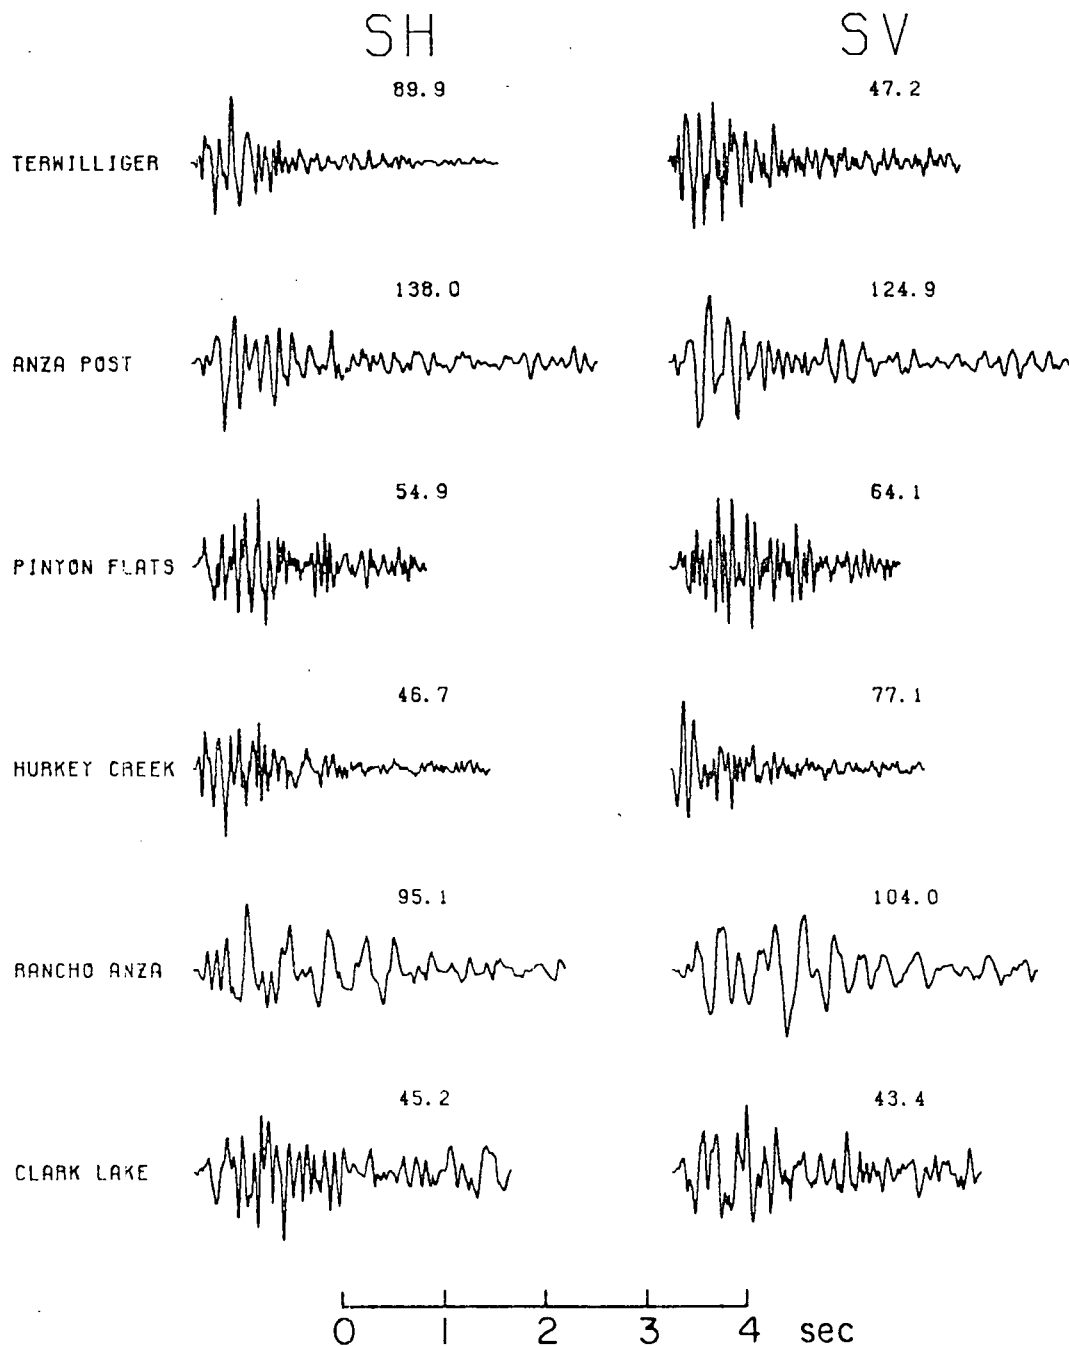 SH SV
89.9 47.2
TERWILLIGER
138.0 124.9
ANZA POST
54.9 64.1
PINYON FLATS
46.7 77.1
HURKEY CREEK
95.1 104.0
RANCHO ANZA
45.2 43.4
CLARK LAKE
0 1 2 3 4 sec